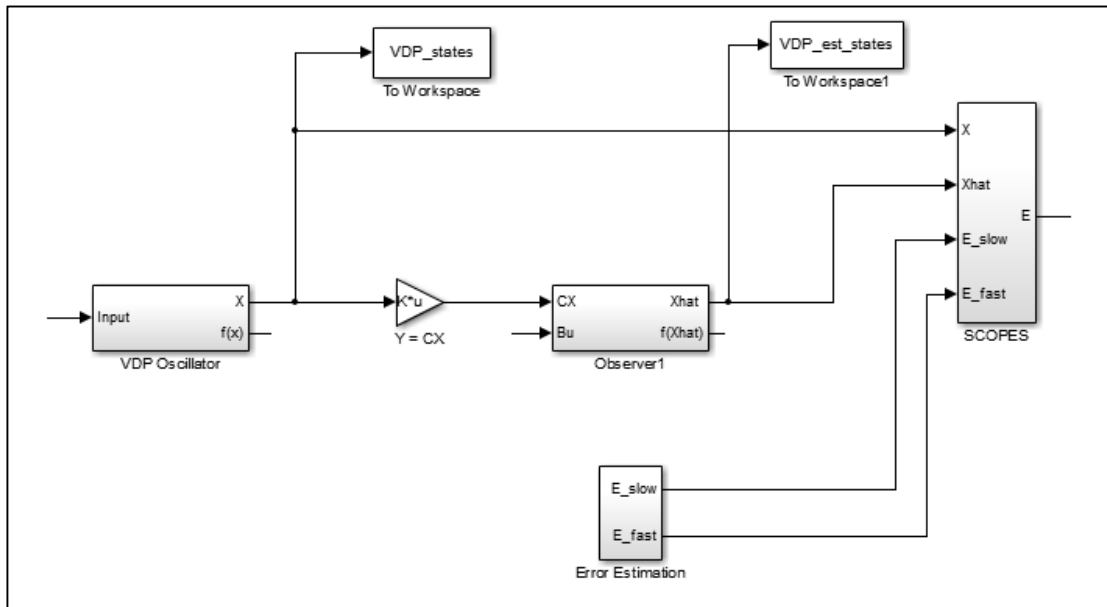 VDP_states
To Workspace
VDP_est_states
To Workspace1
X
Xhat
E_slow
E_fast
E
SCOPES
Input
X
f(x)
VDP Oscillator
K*u
Y = CX
CX
Bu
Xhat
f(Xhat)
Observer1
E_slow
E_fast
Error Estimation